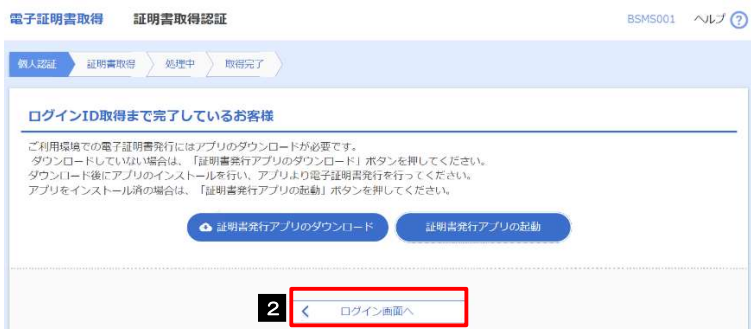 電子証明書取得 証明書取得認証 BSMS001 ヘルプ ?
個人認証 証明書取得 処理中 取得完了
ログインID取得まで完了しているお客様
ご利用環境での電子証明書発行にはアプリのダウンロードが必要です。
ダウンロードしていない場合は、「証明書発行アプリのダウンロード」ボタンを押してください。
ダウンロード後にアプリのインストールを行い、アプリより電子証明書発行を行ってください。
アプリをインストール済の場合は、「証明書発行アプリの起動」ボタンを押してください。
証明書発行アプリのダウンロード 証明書発行アプリの起動
2 ログイン画面へ